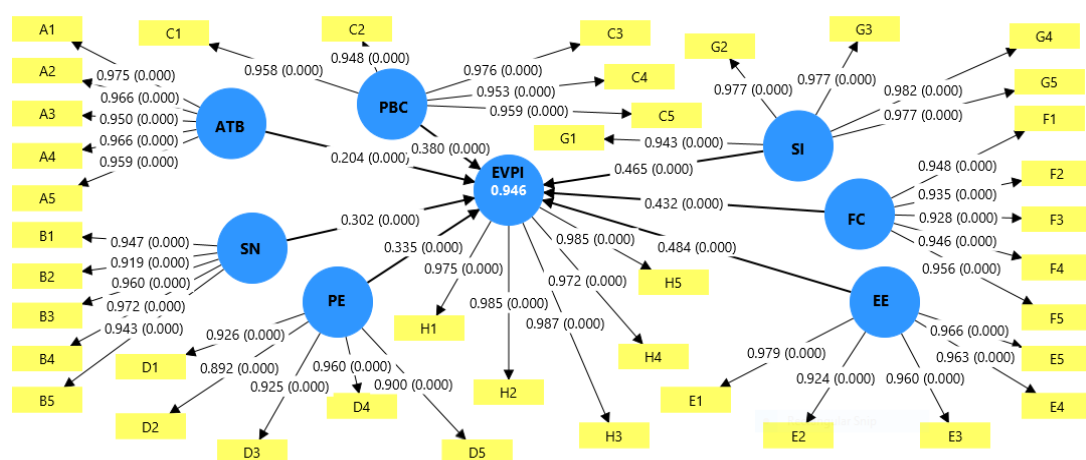 A1
A2
A3
A4
A5
0.975 (0.000)
0.966 (0.000)
0.950 (0.000)
0.966 (0.000)
0.959 (0.000)
ATB
C1
C2
C3
C4
C5
0.958 (0.000)
0.948 (0.000)
0.976 (0.000)
0.953 (0.000)
0.959 (0.000)
PBC
G1
G2
G3
G4
G5
0.943 (0.000)
0.977 (0.000)
0.977 (0.000)
0.982 (0.000)
0.977 (0.000)
SI
0.204 (0.000)
0.380 (0.000)
0.465 (0.000)
EVPI
0.946
0.302 (0.000)
0.335 (0.000)
0.432 (0.000)
0.484 (0.000)
F1
F2
F3
F4
F5
0.948 (0.000)
0.935 (0.000)
0.928 (0.000)
0.946 (0.000)
0.956 (0.000)
FC
B1
B2
B3
B4
B5
0.947 (0.000)
0.919 (0.000)
0.960 (0.000)
0.972 (0.000)
0.943 (0.000)
SN
PE
0.926 (0.000)
0.892 (0.000)
0.925 (0.000)
0.960 (0.000)
0.900 (0.000)
D1
D2
D3
D4
D5
0.975 (0.000)
0.985 (0.000)
0.987 (0.000)
0.972 (0.000)
0.985 (0.000)
H1
H2
H3
H4
H5
EE
0.979 (0.000)
0.924 (0.000)
0.960 (0.000)
0.963 (0.000)
0.966 (0.000)
E1
E2
E3
E4
E5